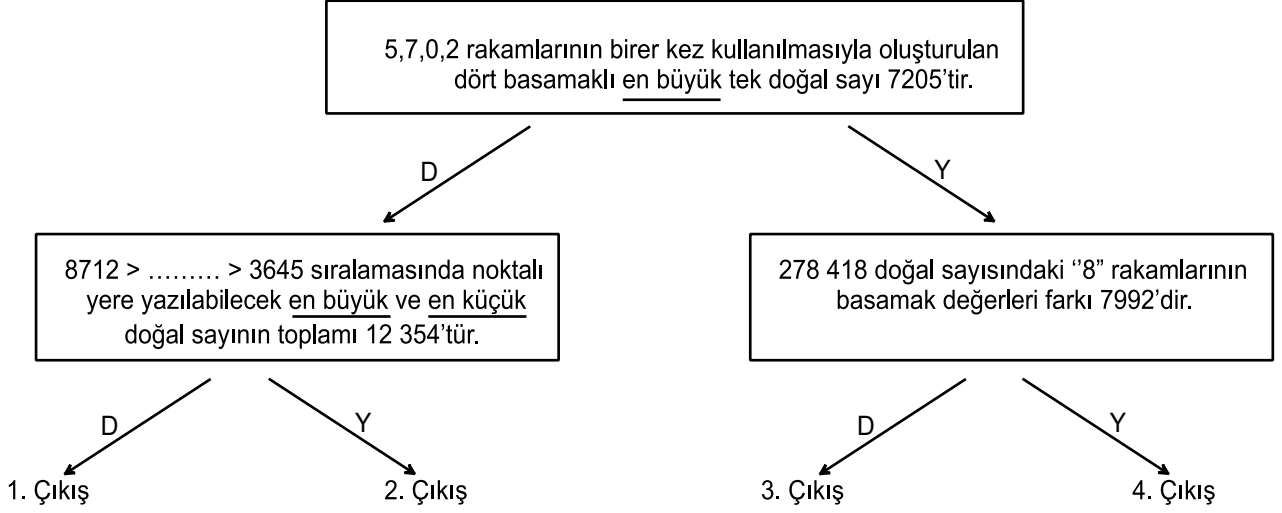 5,7,0,2 rakamlarının birer kez kullanılmasıyla oluşturulan
dört basamaklı en büyük tek doğal sayı 7205’tir.
D
Y
8712 > ……… > 3645 sıralamasında noktalı
yere yazılabilecek en büyük ve en küçük
doğal sayının toplamı 12 354’tür.
278 418 doğal sayısındaki ‘’8” rakamlarının
basamak değerleri farkı 7992’dir.
D
Y
D
Y
1. Çıkış
2. Çıkış
3. Çıkış
4. Çıkış